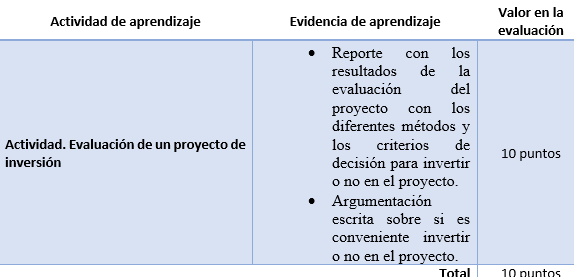 Actividad de aprendizaje
Evidencia de aprendizaje
Valor en la
evaluación
Actividad. Evaluación de un proyecto de
inversión
• Reporte con los
resultados de la
evaluación del
proyecto con los
diferentes métodos y
los criterios de
decisión para invertir
o no en el proyecto.
• Argumentación
escrita sobre si es
conveniente invertir
o no en el proyecto.
10 puntos
Total
10 puntos